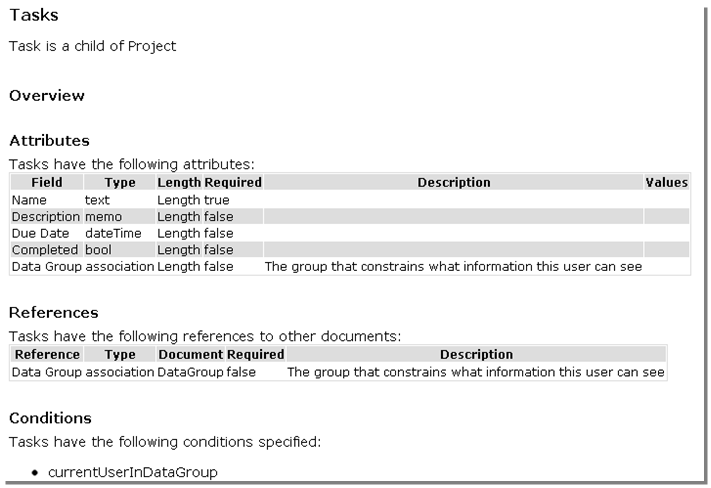 Tasks
Task is a child of Project
Overview
Attributes
Tasks have the following attributes:
Field Type Length Required Description Values
Name text Length true
Description memo Length false
Due Date dateTime Length false
Completed bool Length false
Data Group association Length false The group that constrains what information this user can see
References
Tasks have the following references to other documents:
Reference Type Document Required Description
Data Group association DataGroup false The group that constrains what information this user can see
Conditions
Tasks have the following conditions specified:
• currentUserInDataGroup